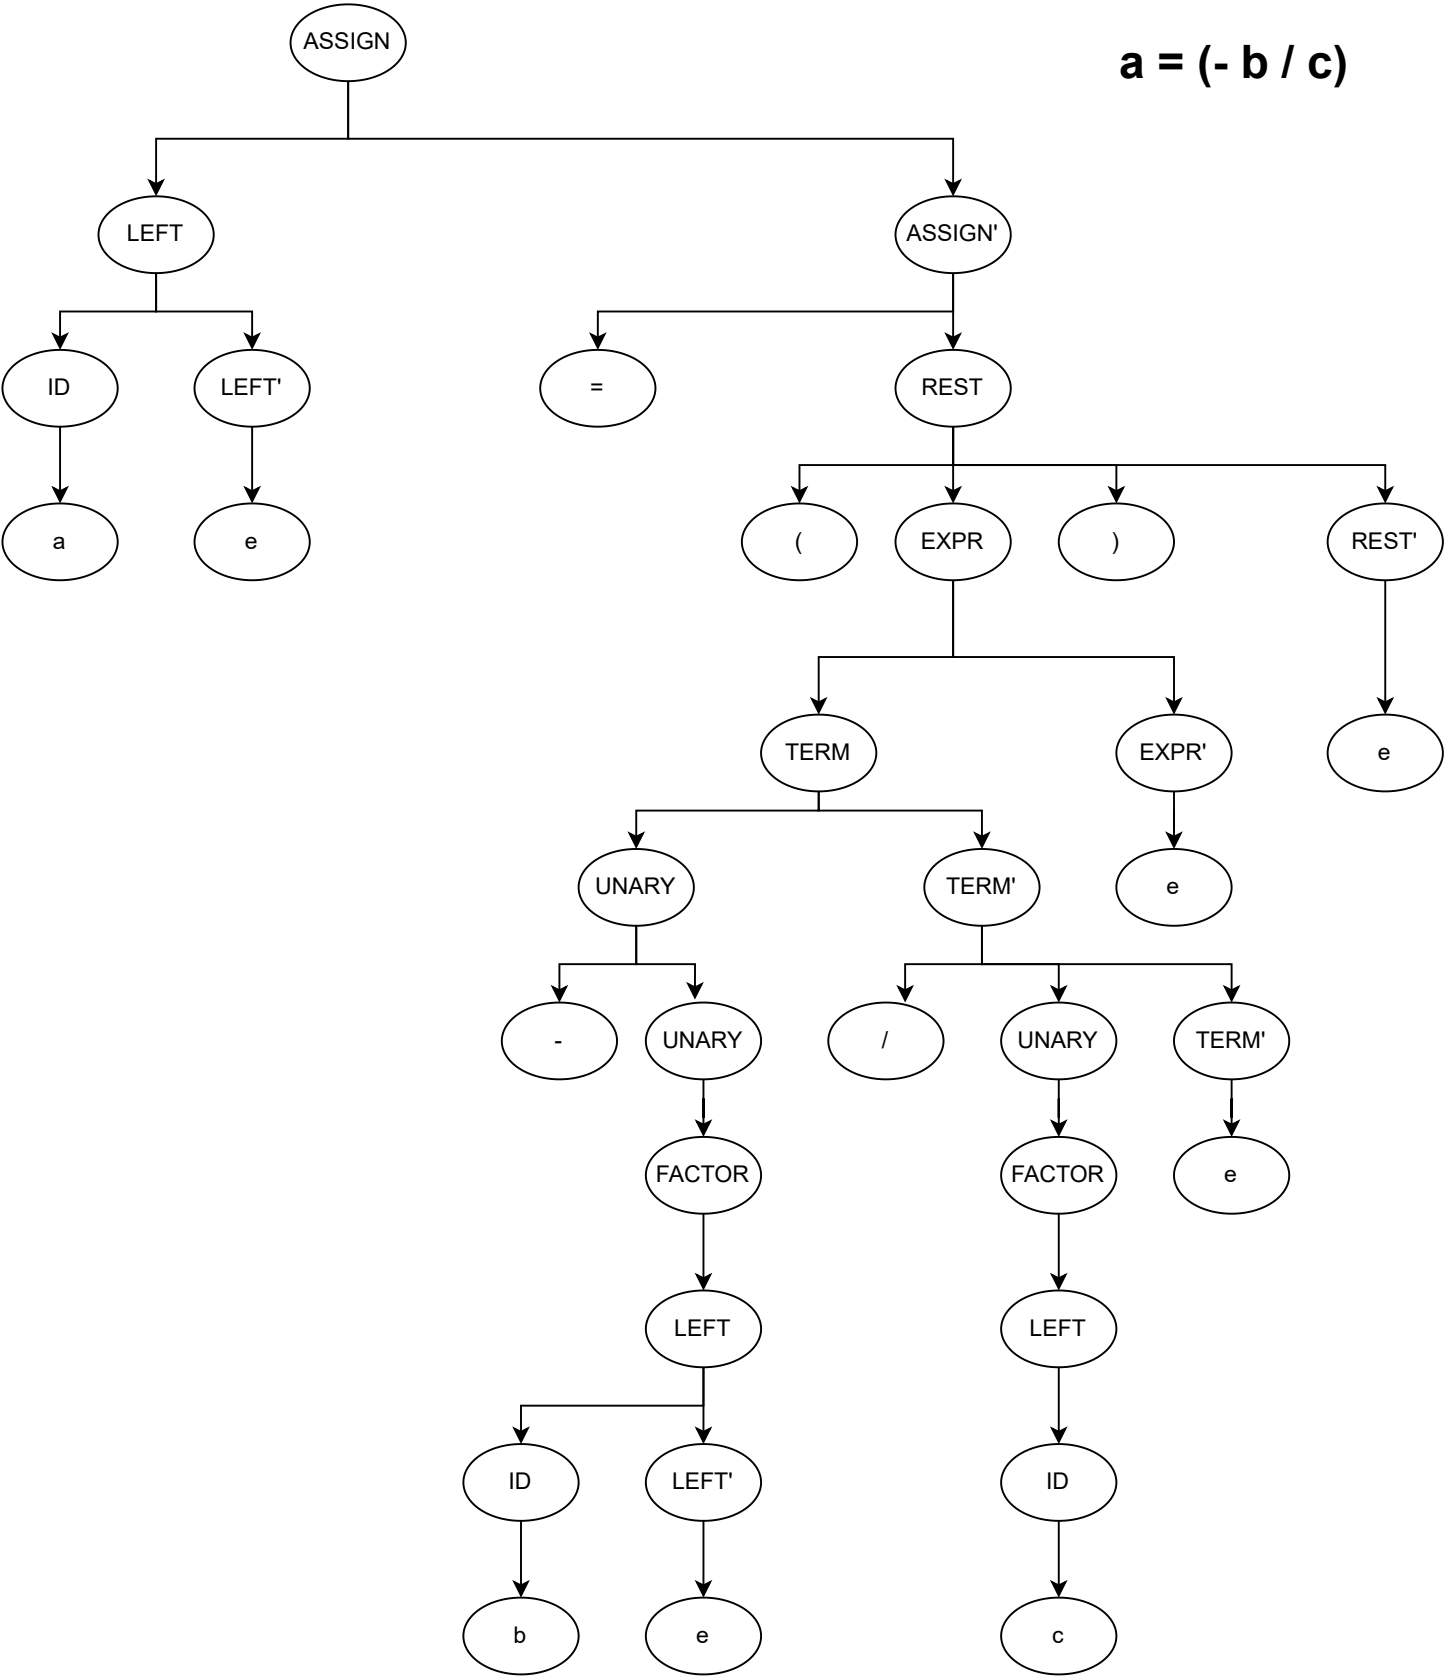 ASSIGN
a = (- b / c)
LEFT
ASSIGN'
ID
LEFT'
=
REST
a
e
(
EXPR
)
REST'
TERM
EXPR'
e
UNARY
TERM'
e
-
UNARY
/
UNARY
TERM'
FACTOR
FACTOR
e
LEFT
LEFT
ID
LEFT'
ID
b
e
c